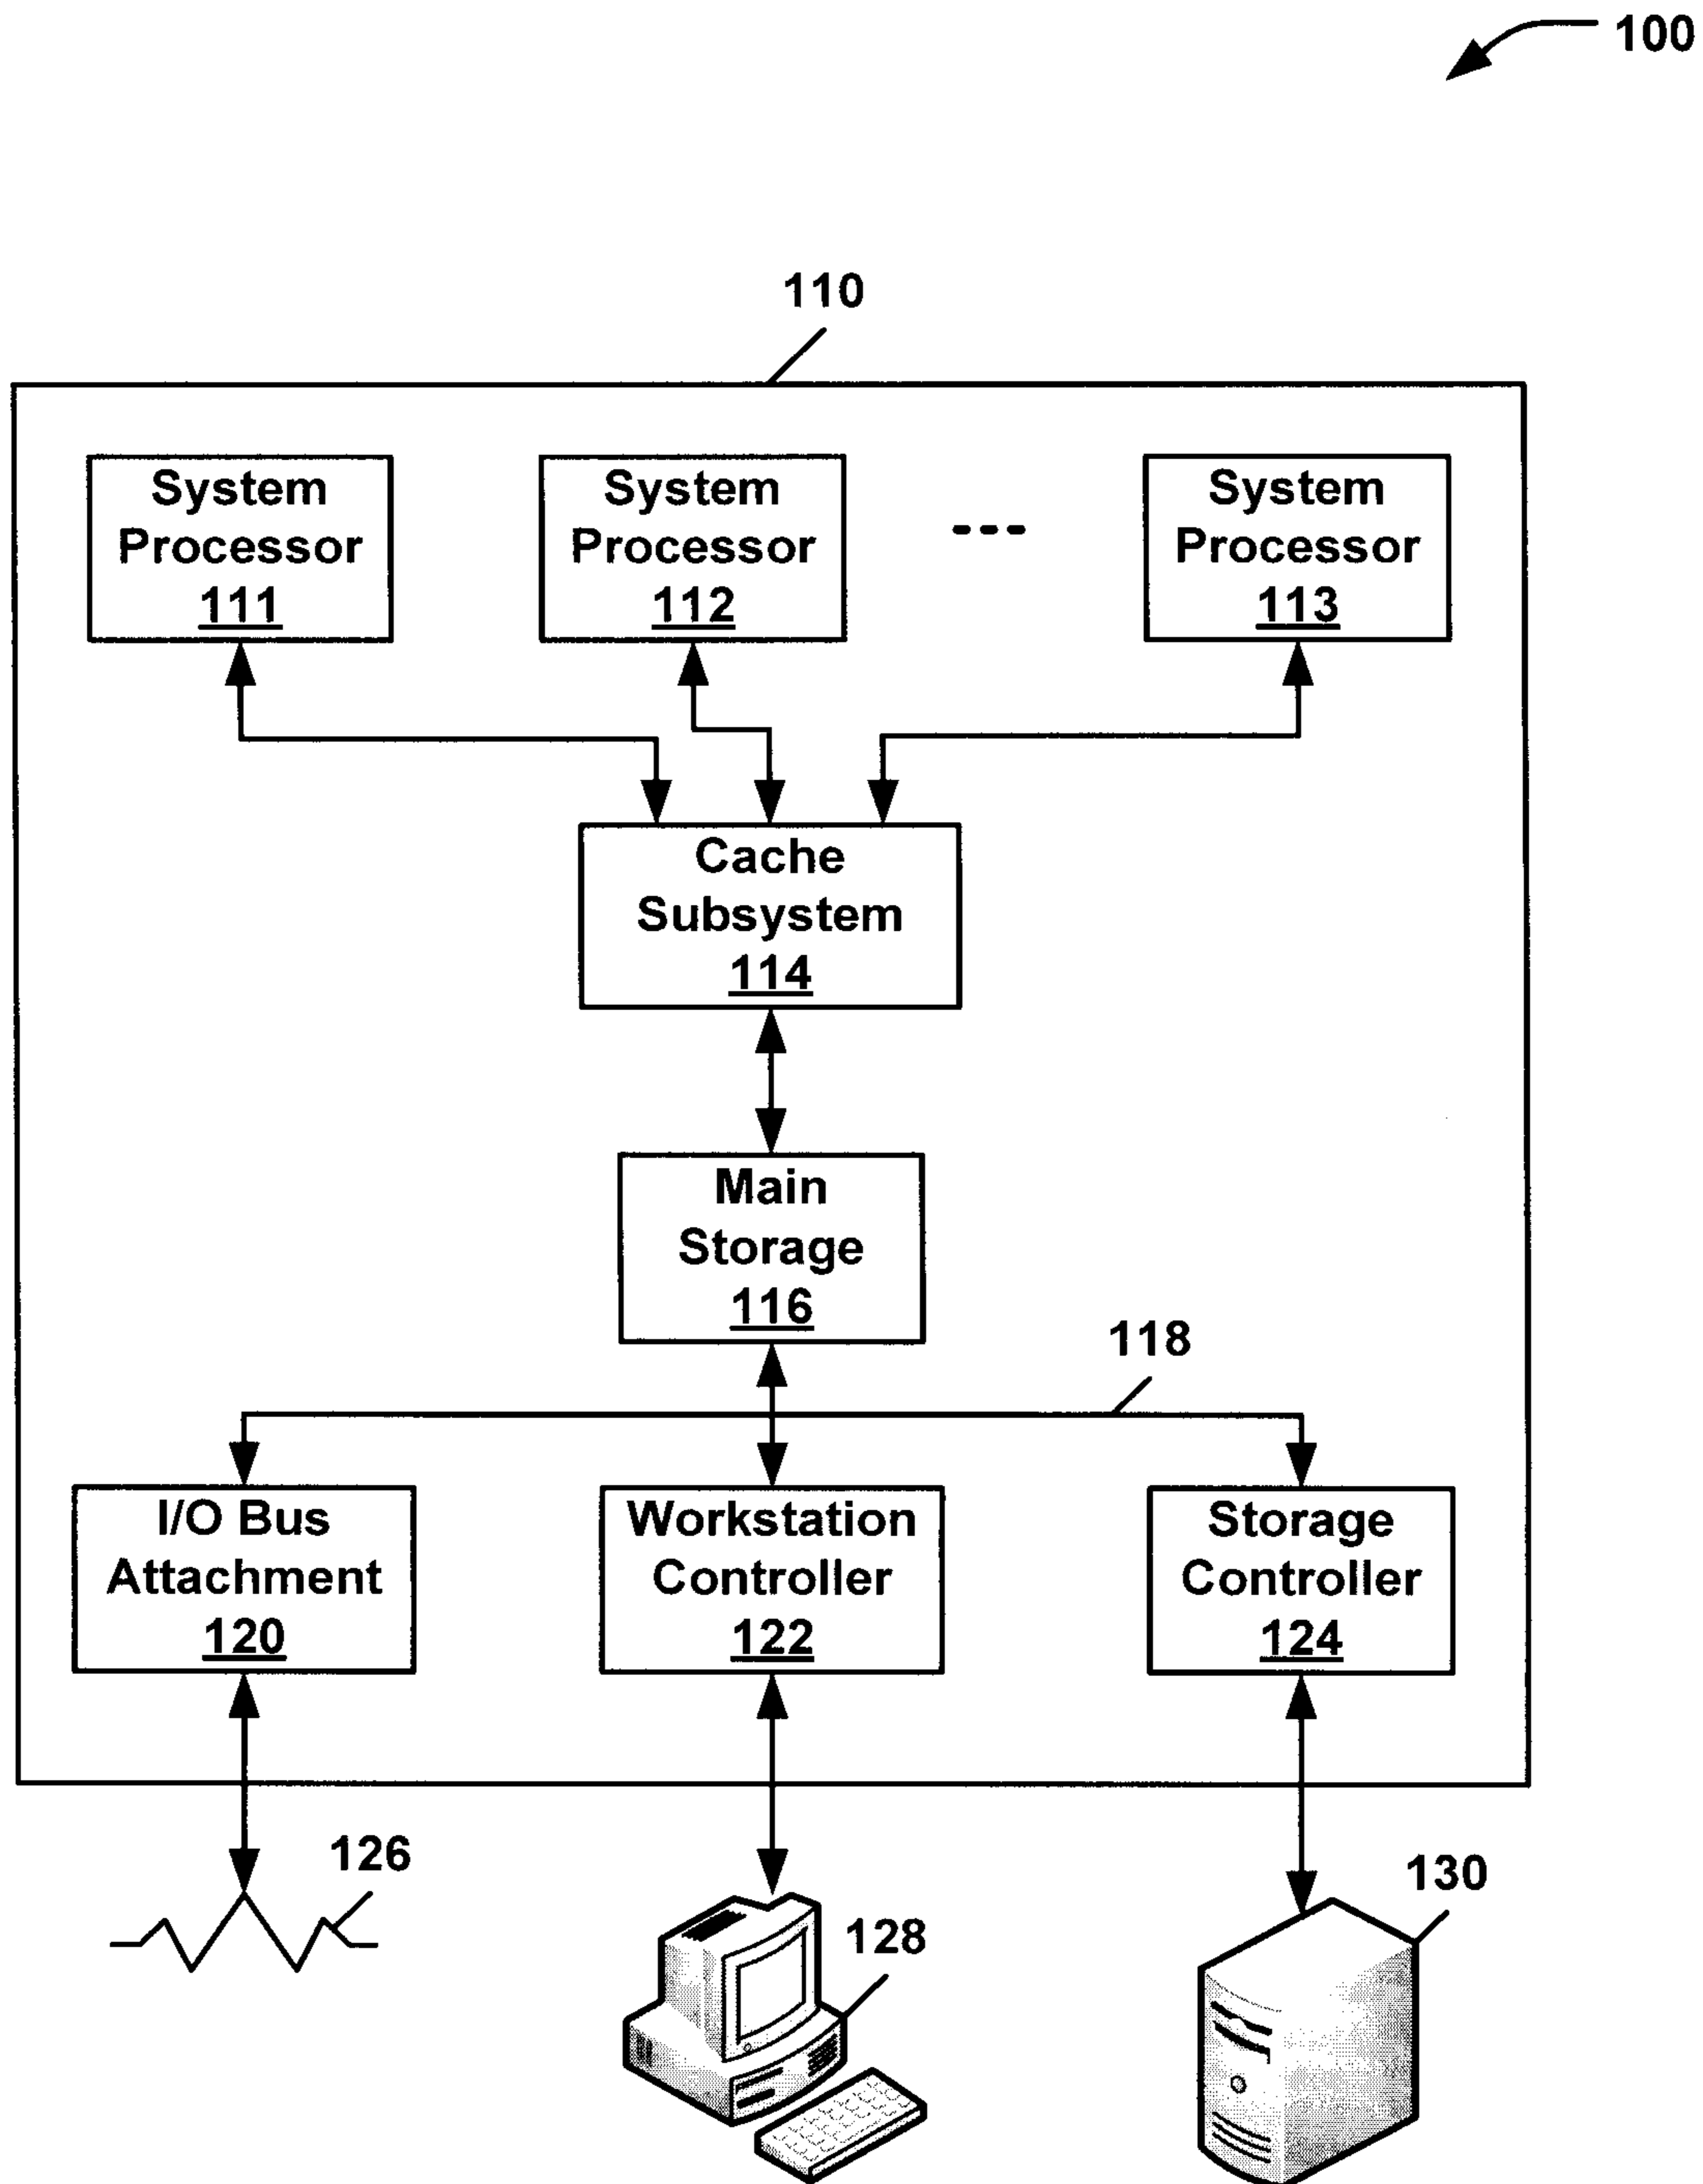 100
110
System
Processor
111
System
Processor
112
---
System
Processor
113
Cache
Subsystem
114
Main
Storage
116
118
I/O Bus
Attachment
120
Workstation
Controller
122
Storage
Controller
124
126
128
130